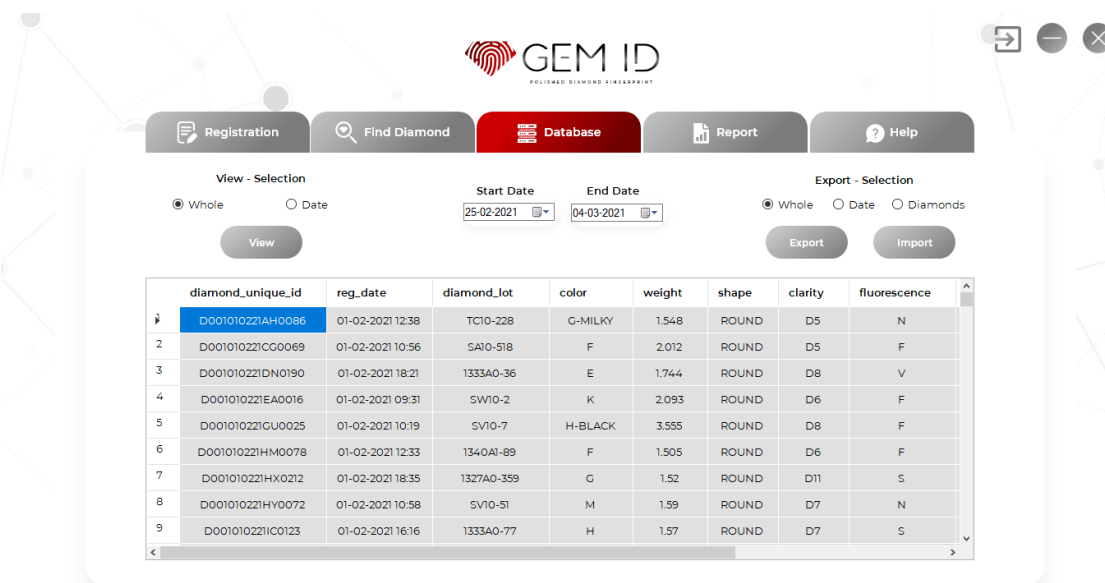 GEM ID
POLISHED DIAMOND FINGERPRINT
Registration Find Diamond Database Report ? Help
View - Selection
Whole Date
View
Start Date End Date
25-02-2021 04-03-2021
Export - Selection
Whole Date Diamonds
Export Import
diamond_unique_id reg_date diamond_lot color weight shape clarity fluorescence
1 D001010221AH0086 01-02-2021 12:38 TC10-228 G-MILKY 1.548 ROUND D5 N
2 D001010221CG0069 01-02-2021 10:56 SA10-518 F 2.012 ROUND D5 F
3 D001010221DN0190 01-02-2021 18:21 1333A0-36 E 1.744 ROUND D8 V
4 D001010221EA0016 01-02-2021 09:31 SW10-2 K 2.093 ROUND D6 F
5 D001010221GU0025 01-02-2021 10:19 SV10-7 H-BLACK 3.555 ROUND D8 F
6 D001010221HM0078 01-02-2021 12:33 1340A1-89 F 1.505 ROUND D6 F
7 D001010221HX0212 01-02-2021 18:35 1327A0-359 G 1.52 ROUND D11 S
8 D001010221HY0072 01-02-2021 10:58 SV10-51 M 1.59 ROUND D7 N
9 D001010221IC0123 01-02-2021 16:16 1333A0-77 H 1.57 ROUND D7 S